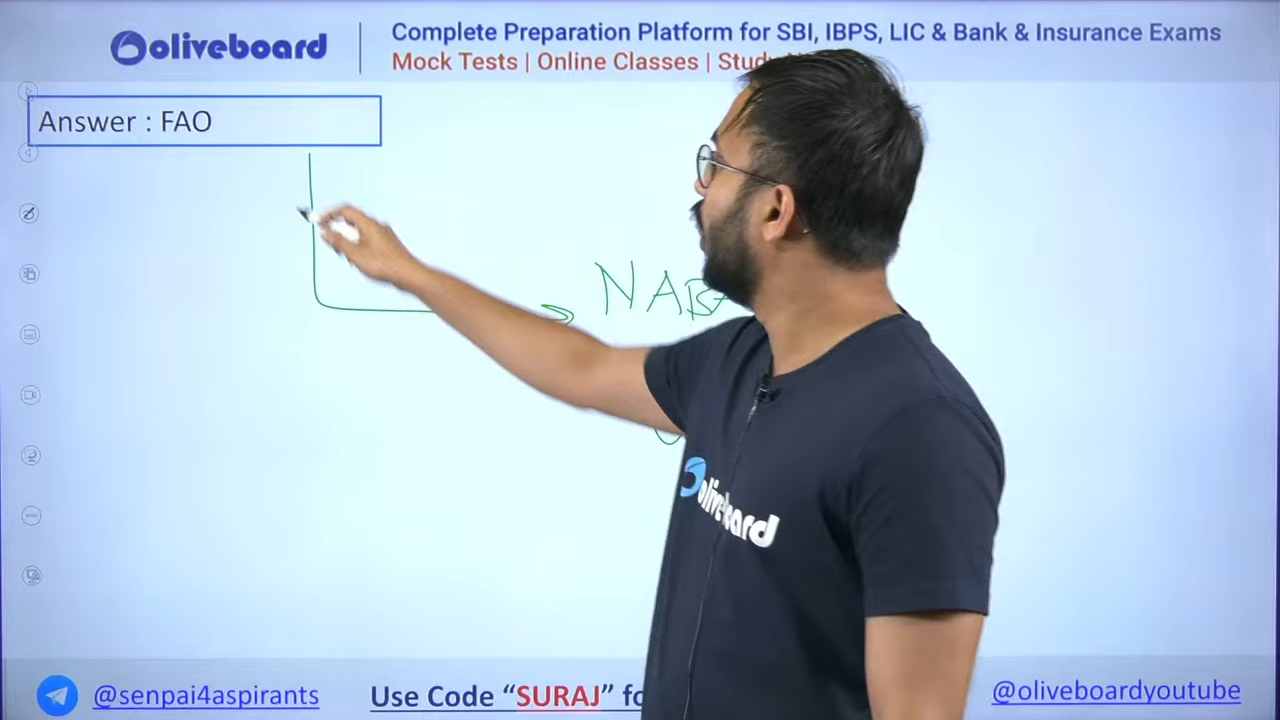 oliveboard
Complete Preparation Platform for SBI, IBPS, LIC & Bank & Insurance Exams
Mock Tests | Online Classes |
Answer : FAO
oliveboard
@senpai4aspirants
Use Code “SURAJ”
@oliveboardyoutube